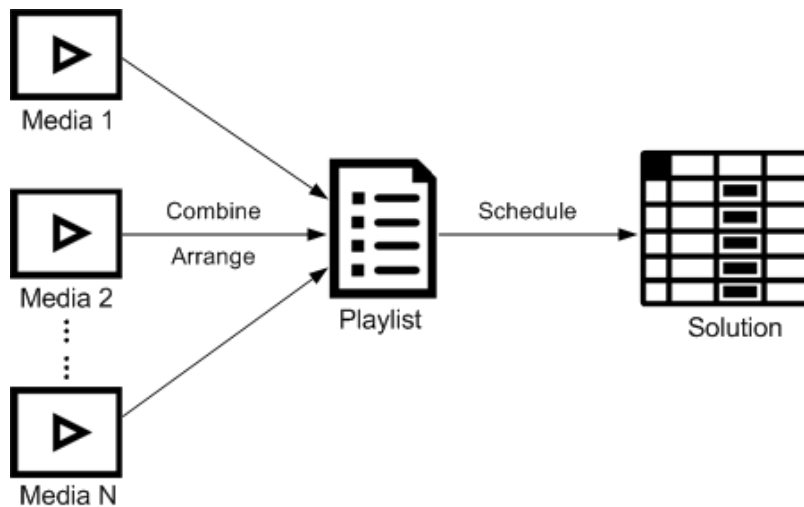 Media 1
Combine
Arrange
Media 2
Media N
Playlist
Schedule
Solution